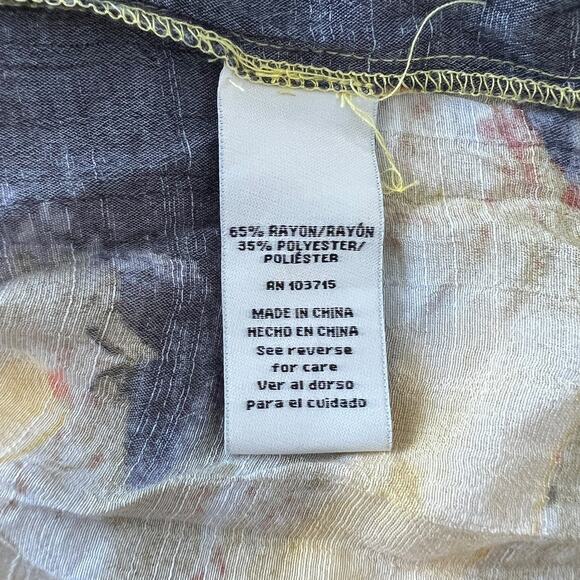 65% RAYON/RAYÓN
35% POLYESTER/
POLIÉSTER
RN 103715
MADE IN CHINA
HECHO EN CHINA
See reverse
for care
Ver al dorso
para el cuidado